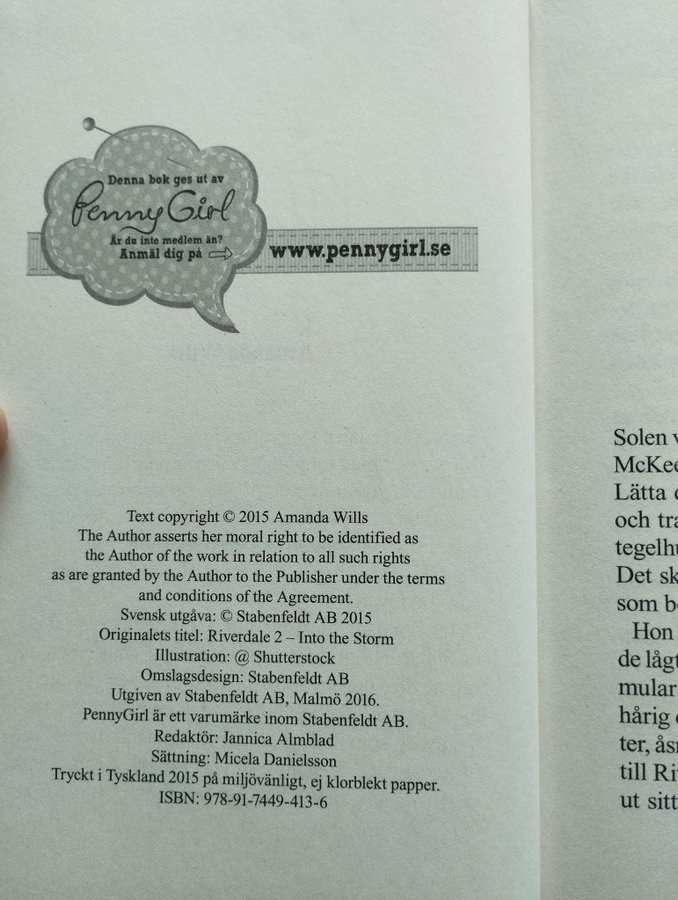 Denna bok ges ut av
Penny Girl
Är du inte medlem än?
Anmäl dig på
www.pennygirl.se
Text copyright © 2015 Amanda Wills
The Author asserts her moral right to be identified as
the Author of the work in relation to all such rights
as are granted by the Author to the Publisher under the terms
and conditions of the Agreement.
Svensk utgåva: © Stabenfeldt AB 2015
Originalets titel: Riverdale 2 – Into the Storm
Illustration: @ Shutterstock
Omslagsdesign: Stabenfeldt AB
Utgiven av Stabenfeldt AB, Malmö 2016.
PennyGirl är ett varumärke inom Stabenfeldt AB.
Redaktör: Jannica Almblad
Sättning: Micela Danielsson
Tryckt i Tyskland 2015 på miljövänligt, ej klorblekt papper.
ISBN: 978-91-7449-413-6
Solen
McKee
Lätta
och tra
tegelhu
Det sk
som b
Hon
de lågt
mular
hårig
ter, åsn
till Ri
ut sitt